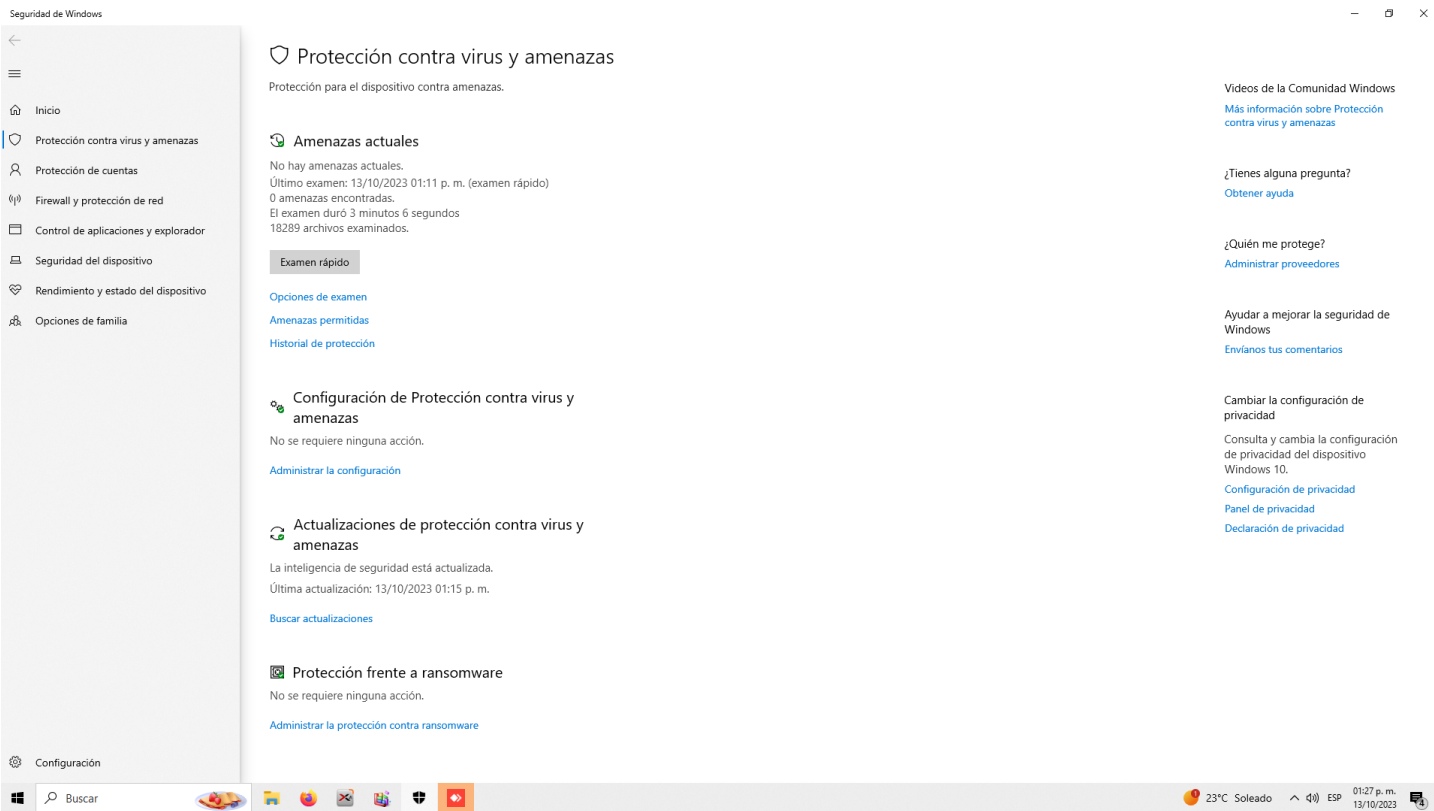 Seguridad de Windows
Inicio
Protección contra virus y amenazas
Protección de cuentas
Firewall y protección de red
Control de aplicaciones y explorador
Seguridad del dispositivo
Rendimiento y estado del dispositivo
Opciones de familia
Configuración
Protección contra virus y amenazas
Protección para el dispositivo contra amenazas.
Amenazas actuales
No hay amenazas actuales.
Último examen: 13/10/2023 01:11 p. m. (examen rápido)
0 amenazas encontradas.
El examen duró 3 minutos 6 segundos
18289 archivos examinados.
Examen rápido
Opciones de examen
Amenazas permitidas
Historial de protección
Configuración de Protección contra virus y
amenazas
No se requiere ninguna acción.
Administrar la configuración
Actualizaciones de protección contra virus y
amenazas
La inteligencia de seguridad está actualizada.
Última actualización: 13/10/2023 01:15 p. m.
Buscar actualizaciones
Protección frente a ransomware
No se requiere ninguna acción.
Administrar la protección contra ransomware
Videos de la Comunidad Windows
Más información sobre Protección
contra virus y amenazas
¿Tienes alguna pregunta?
Obtener ayuda
¿Quién me protege?
Administrar proveedores
Ayudar a mejorar la seguridad de
Windows
Envíanos tus comentarios
Cambiar la configuración de
privacidad
Consulta y cambia la configuración
de privacidad del dispositivo
Windows 10.
Configuración de privacidad
Panel de privacidad
Declaración de privacidad
Buscar
1
23°C Soleado
ESP
01:27 p. m.
13/10/2023
4